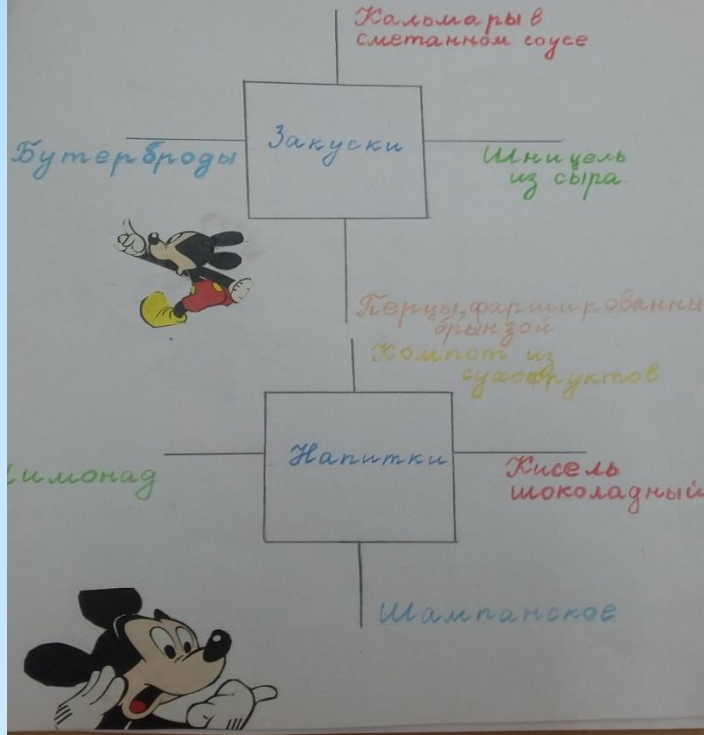 Кальмары в
сметанном соусе
Закуски
Бутерброды
Шницель
из сыра
Перцы, фаршированны
брынзой
Компот из
сухофруктов
Напитки
имонад
Кисель
шоколадный
Шампанское